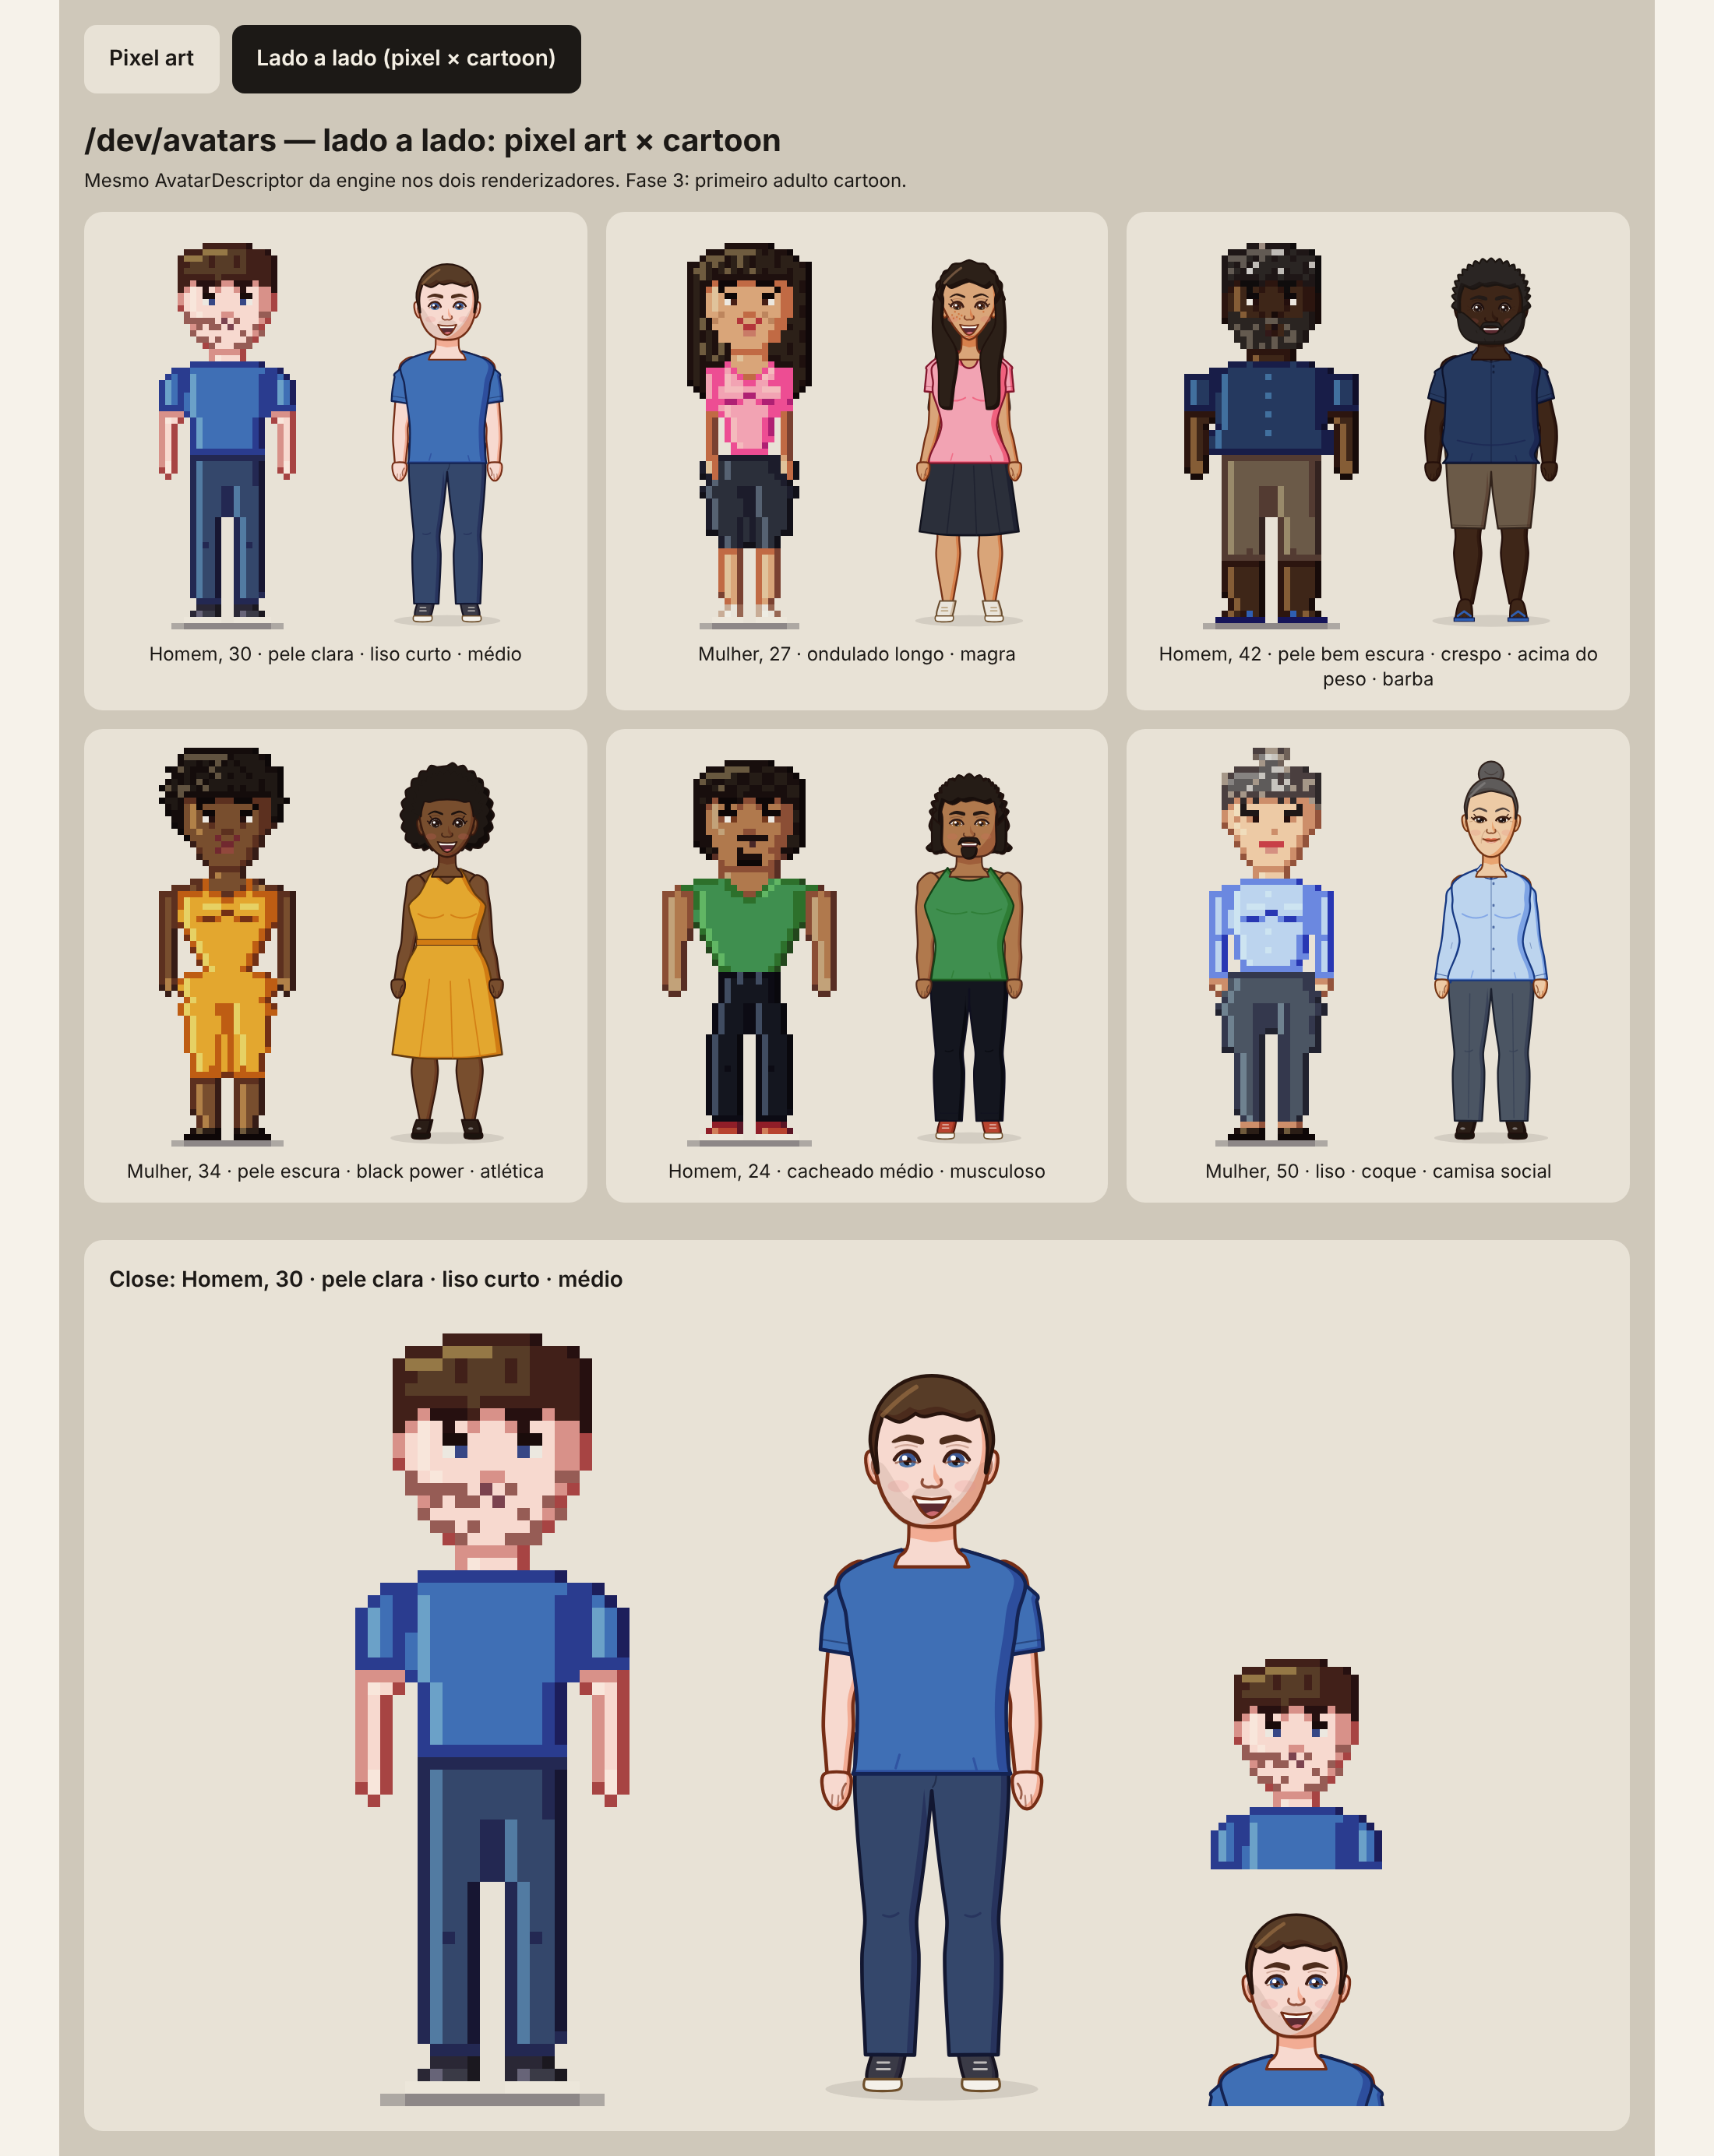 Pixel art
Lado a lado (pixel × cartoon)
/dev/avatars — lado a lado: pixel art × cartoon
Mesmo AvatarDescriptor da engine nos dois renderizadores. Fase 3: primeiro adulto cartoon.
Homem, 30 · pele clara · liso curto · médio
Mulher, 27 · ondulado longo · magra
Homem, 42 · pele bem escura · crespo · acima do
peso · barba
Mulher, 34 · pele escura · black power · atlética
Homem, 24 · cacheado médio · musculoso
Mulher, 50 · liso · coque · camisa social
Close: Homem, 30 · pele clara · liso curto · médio